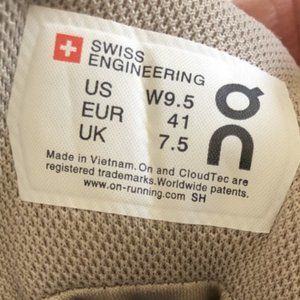 SWISS
ENGINEERING
US W9.5
EUR 41
UK 7.5
Made in Vietnam. On and CloudTec are
registered trademarks. Worldwide patents.
www.on-running.com SH